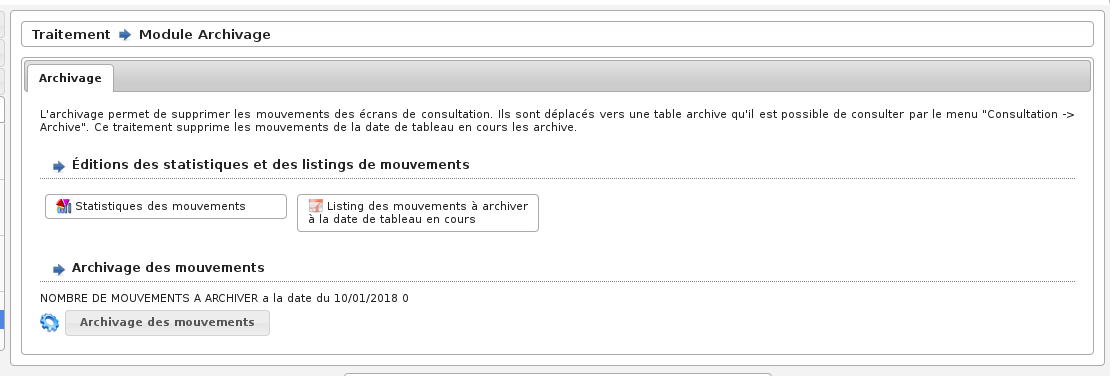 Traitement Module Archivage
Archivage
L'archivage permet de supprimer les mouvements des écrans de consultation. Ils sont déplacés vers une table archive qu'il est possible de consulter par le menu "Consultation ->
Archive". Ce traitement supprime les mouvements de la date de tableau en cours les archive.
Éditions des statistiques et des listings de mouvements
Statistiques des mouvements
Listing des mouvements à archiver
à la date de tableau en cours
Archivage des mouvements
NOMBRE DE MOUVEMENTS A ARCHIVER a la date du 10/01/2018 0
Archivage des mouvements